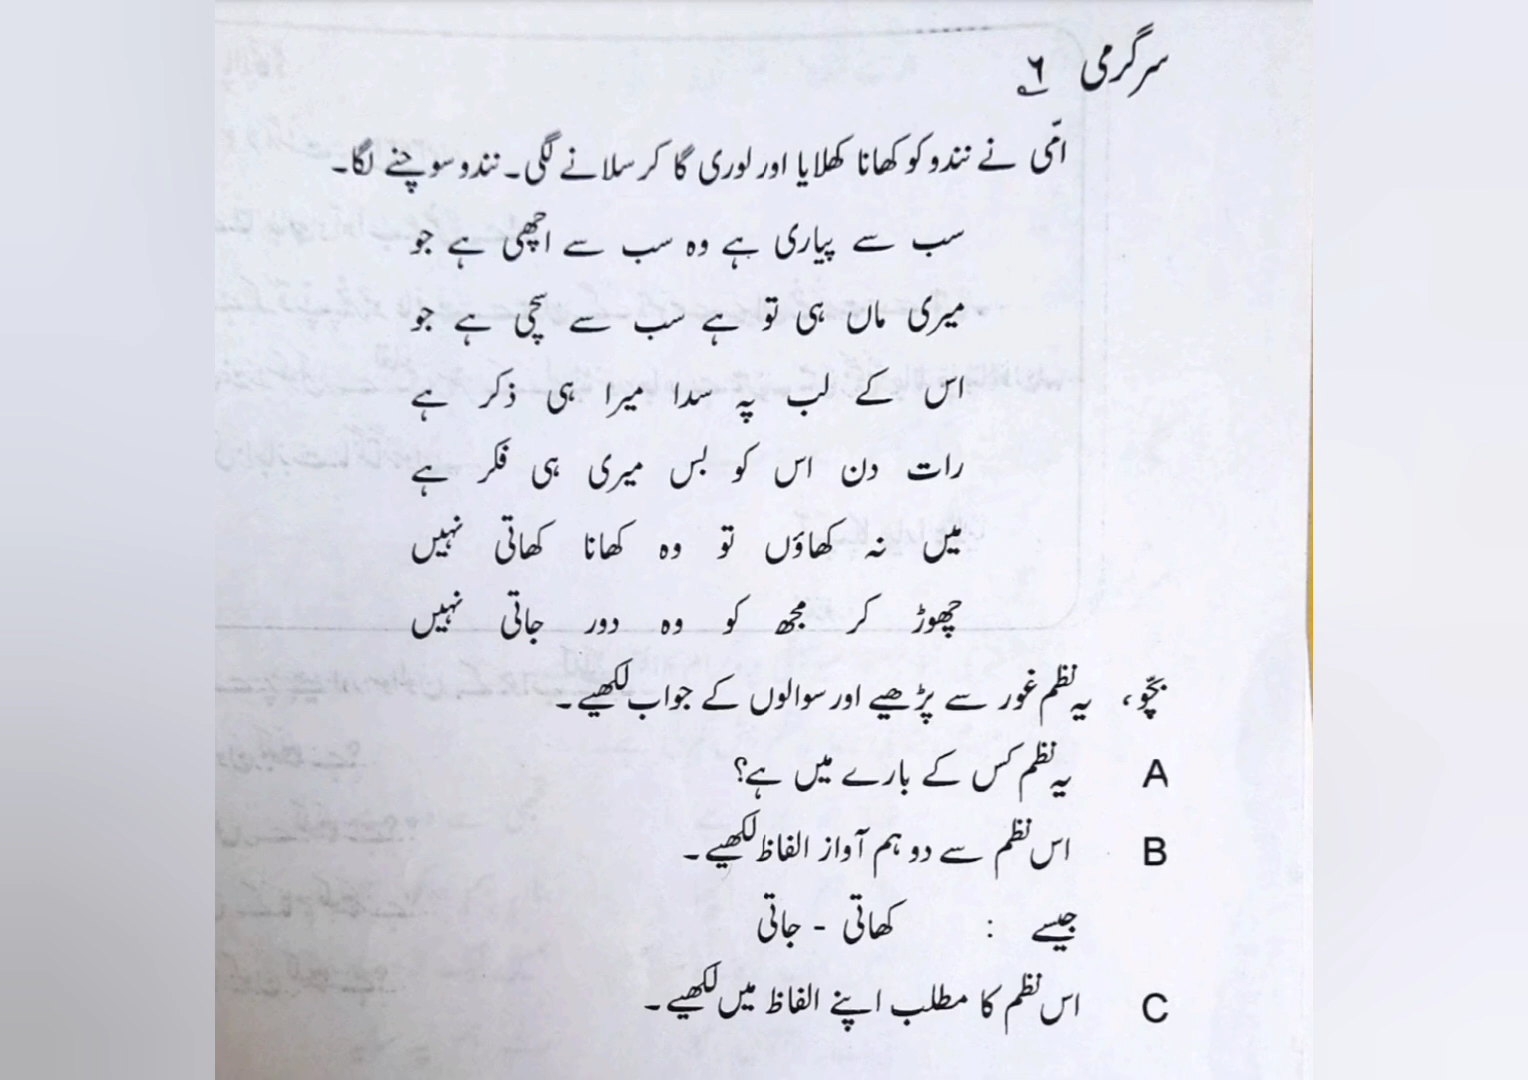 سرگرمی ۶
امّی نے نندو کو کھانا کھلایا اور لوری گا کر سلانے لگی۔ نندو سوچنے لگا۔
سب سے پیاری ہے وہ سب سے اچھی ہے جو
میری ماں ہی تو ہے سب سے سچّی ہے جو
اس کے لب پہ سدا میرا ہی ذکر ہے
رات دن اس کو بس میری ہی فکر ہے
میں نہ کھاؤں تو وہ کھانا کھاتی نہیں
چھوڑ کر مجھ کو وہ دور جاتی نہیں
بچّو، یہ نظم غور سے پڑھیے اور سوالوں کے جواب لکھیے۔
A یہ نظم کس کے بارے میں ہے؟
B اس نظم سے دو ہم آواز الفاظ لکھیے۔
جیسے : کھاتی - جاتی
C اس نظم کا مطلب اپنے الفاظ میں لکھیے۔